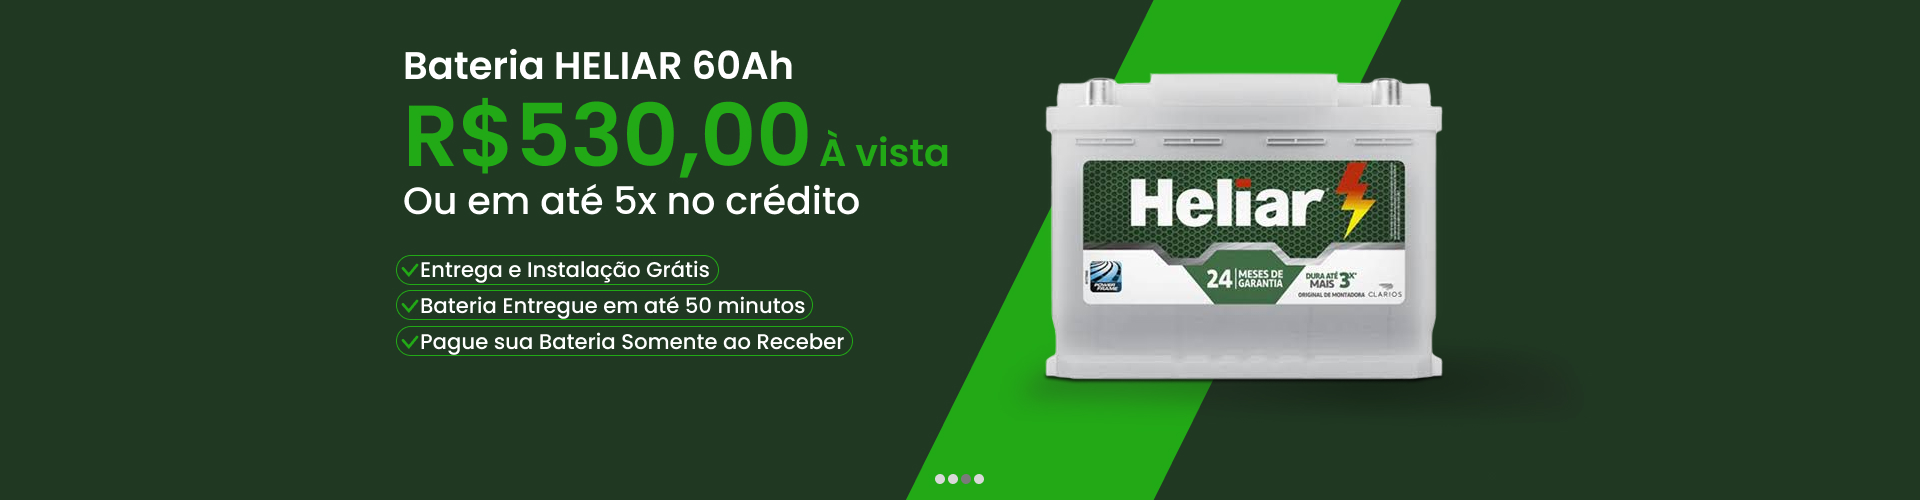 Bateria HELIAR 60Ah
R$530,00 À vista
Ou em até 5x no crédito
Entrega e Instalação Grátis
Bateria Entregue em até 50 minutos
Pague sua Bateria Somente ao Receber
Heliar
POWER
FRAME
24 MESES DE
GARANTIA
DURA ATÉ
MAIS 3X*
ORIGINAL DE MONTADORA
CLARIOS